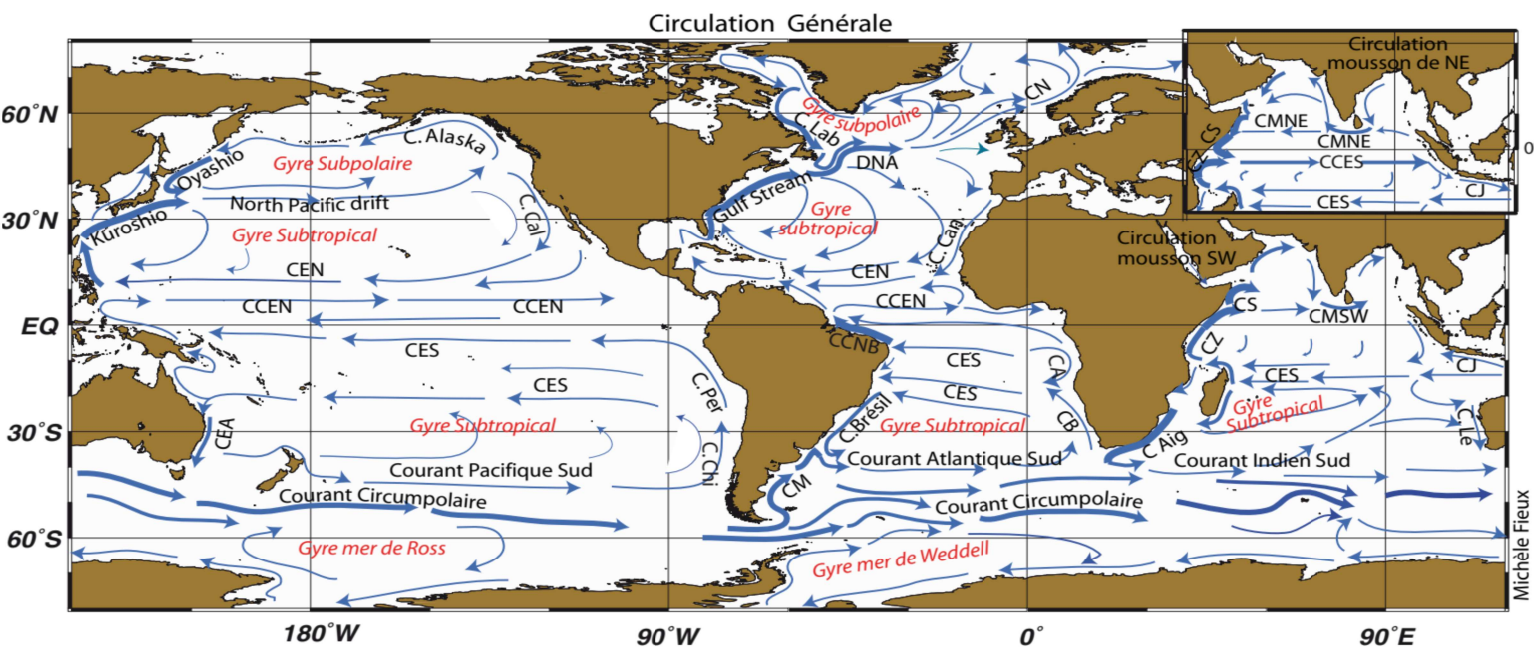 Circulation Générale
Circulation
mousson de NE
CN
60˚N
Gyre subpolaire
C. Lab
CMNE
CS
C. Alaska
CMNE
0
DNA
CZ
CCES
Oyashio
Gyre Subpolaire
CJ
Gulf Stream
North Pacific drift
C. Cal
CES
Kuroshio
30˚N
Gyre
subtropical
Gyre Subtropical
C. Can
Circulation
mousson SW
CEN
CEN
CCEN
CCEN
CCEN
CS
CMSW
EQ
CCNB
CZ
CES
CES
CA
CJ
CES
CES
CES
C. Per
Gyre
Subtropical
C.Brésil
CB
C. Le
Gyre Subtropical
Gyre Subtropical
30˚S
CEA
C Aig
C. Chi
Courant Pacifique Sud
Courant Atlantique Sud
Courant Indien Sud
CM
Courant Circumpolaire
Courant Circumpolaire
60˚S
Gyre mer de Ross
Gyre mer de Weddell
Michèle Fieux
180˚W
90˚W
0˚
90˚E